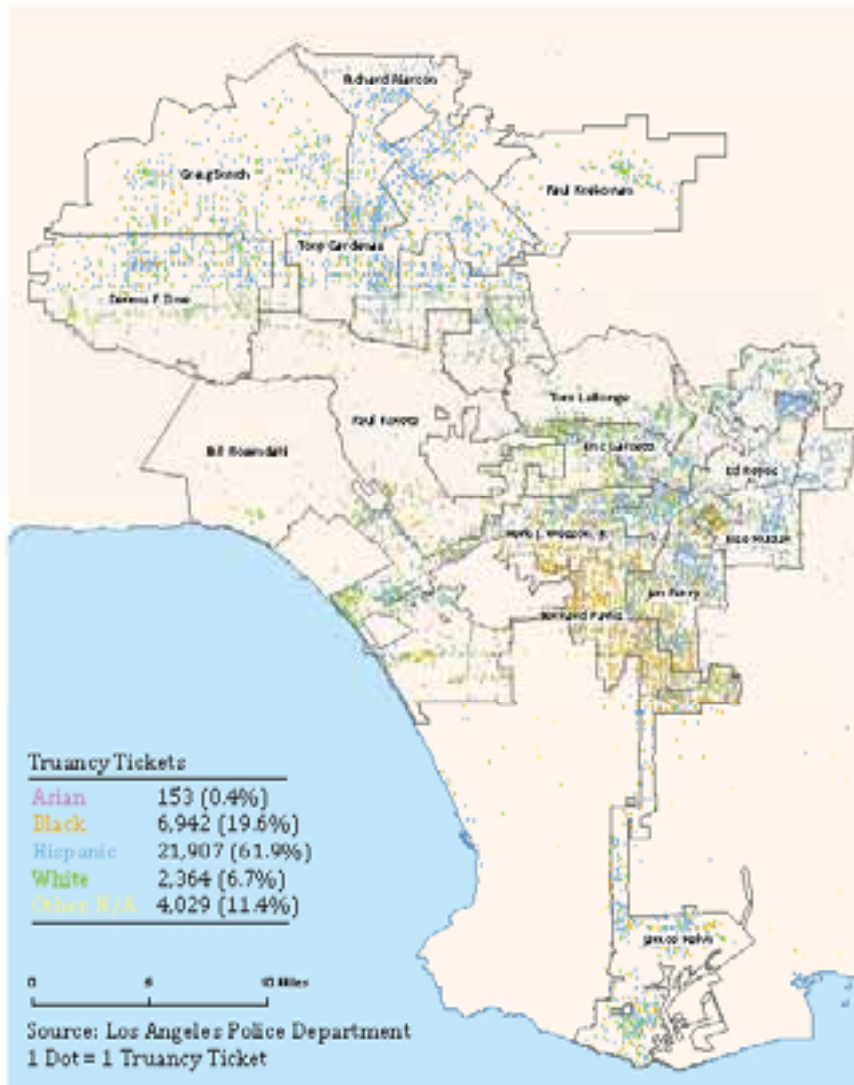 Richard Alarcon
Greig Smith
Paul Krekorian
Tony Cardenas
Dennis P Zine
Tom LaBonge
Paul Koretz
Eric Garcetti
Bill Rosendahl
Ed Reyes
Herb J. Wesson, Jr.
Jan Perry
Bernard Parks
Truancy Tickets
Asian 153 (0.4%)
Black 6,942 (19.6%)
Hispanic 21,907 (61.9%)
White 2,364 (6.7%)
Other N/A 4,029 (11.4%)
Janice Hahn
0 10 Miles
Source: Los Angeles Police Department
1 Dot = 1 Truancy Ticket